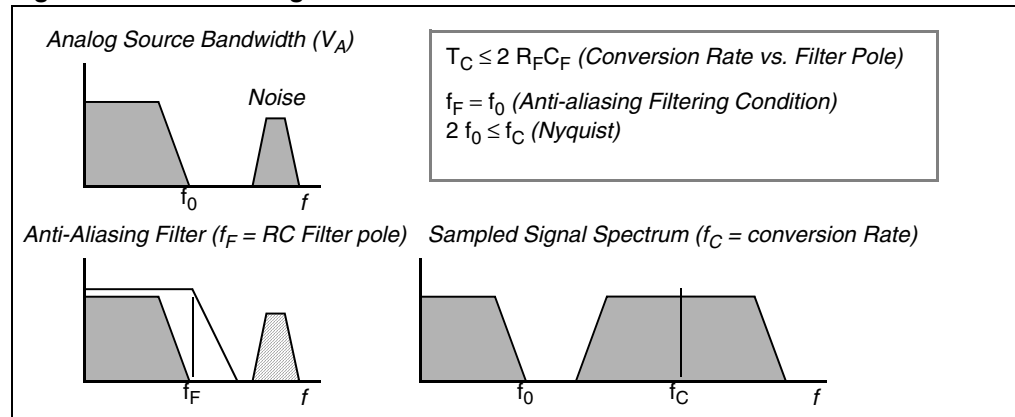 Analog Source Bandwidth (V_A)
Noise
f_0
f
T_C ≤ 2 R_FC_F (Conversion Rate vs. Filter Pole)
f_F = f_0 (Anti-aliasing Filtering Condition)
2 f_0 ≤ f_C (Nyquist)
Anti-Aliasing Filter (f_F = RC Filter pole)
f_F
f
Sampled Signal Spectrum (f_C = conversion Rate)
f_0
f_C
f